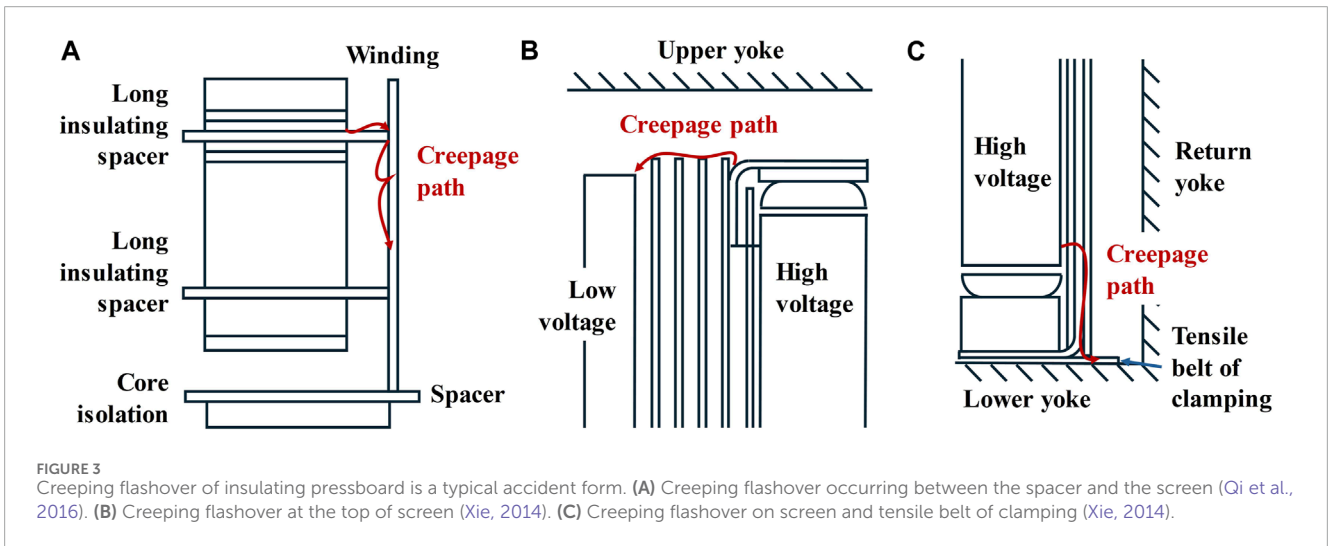 A
Winding
Long
insulating
spacer
Creepage
path
Long
insulating
spacer
Core
isolation
Spacer
B
Upper yoke
Creepage path
Low
voltage
High
voltage
C
High
voltage
Return
yoke
Creepage
path
Tensile
belt of
clamping
Lower yoke
FIGURE 3
Creeping flashover of insulating pressboard is a typical accident form. (A) Creeping flashover occurring between the spacer and the screen (Qi et al.,
2016). (B) Creeping flashover at the top of screen (Xie, 2014). (C) Creeping flashover on screen and tensile belt of clamping (Xie, 2014).